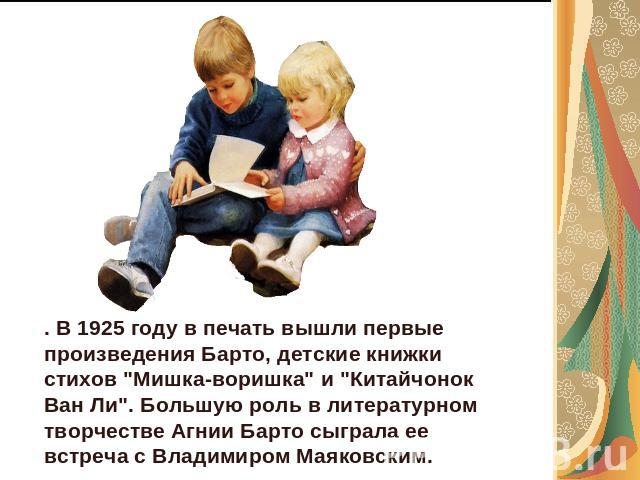 . В 1925 году в печать вышли первые
произведения Барто, детские книжки
стихов "Мишка-воришка" и "Китайчонок
Ван Ли". Большую роль в литературном
творчестве Агнии Барто сыграла ее
встреча с Владимиром Маяковским.